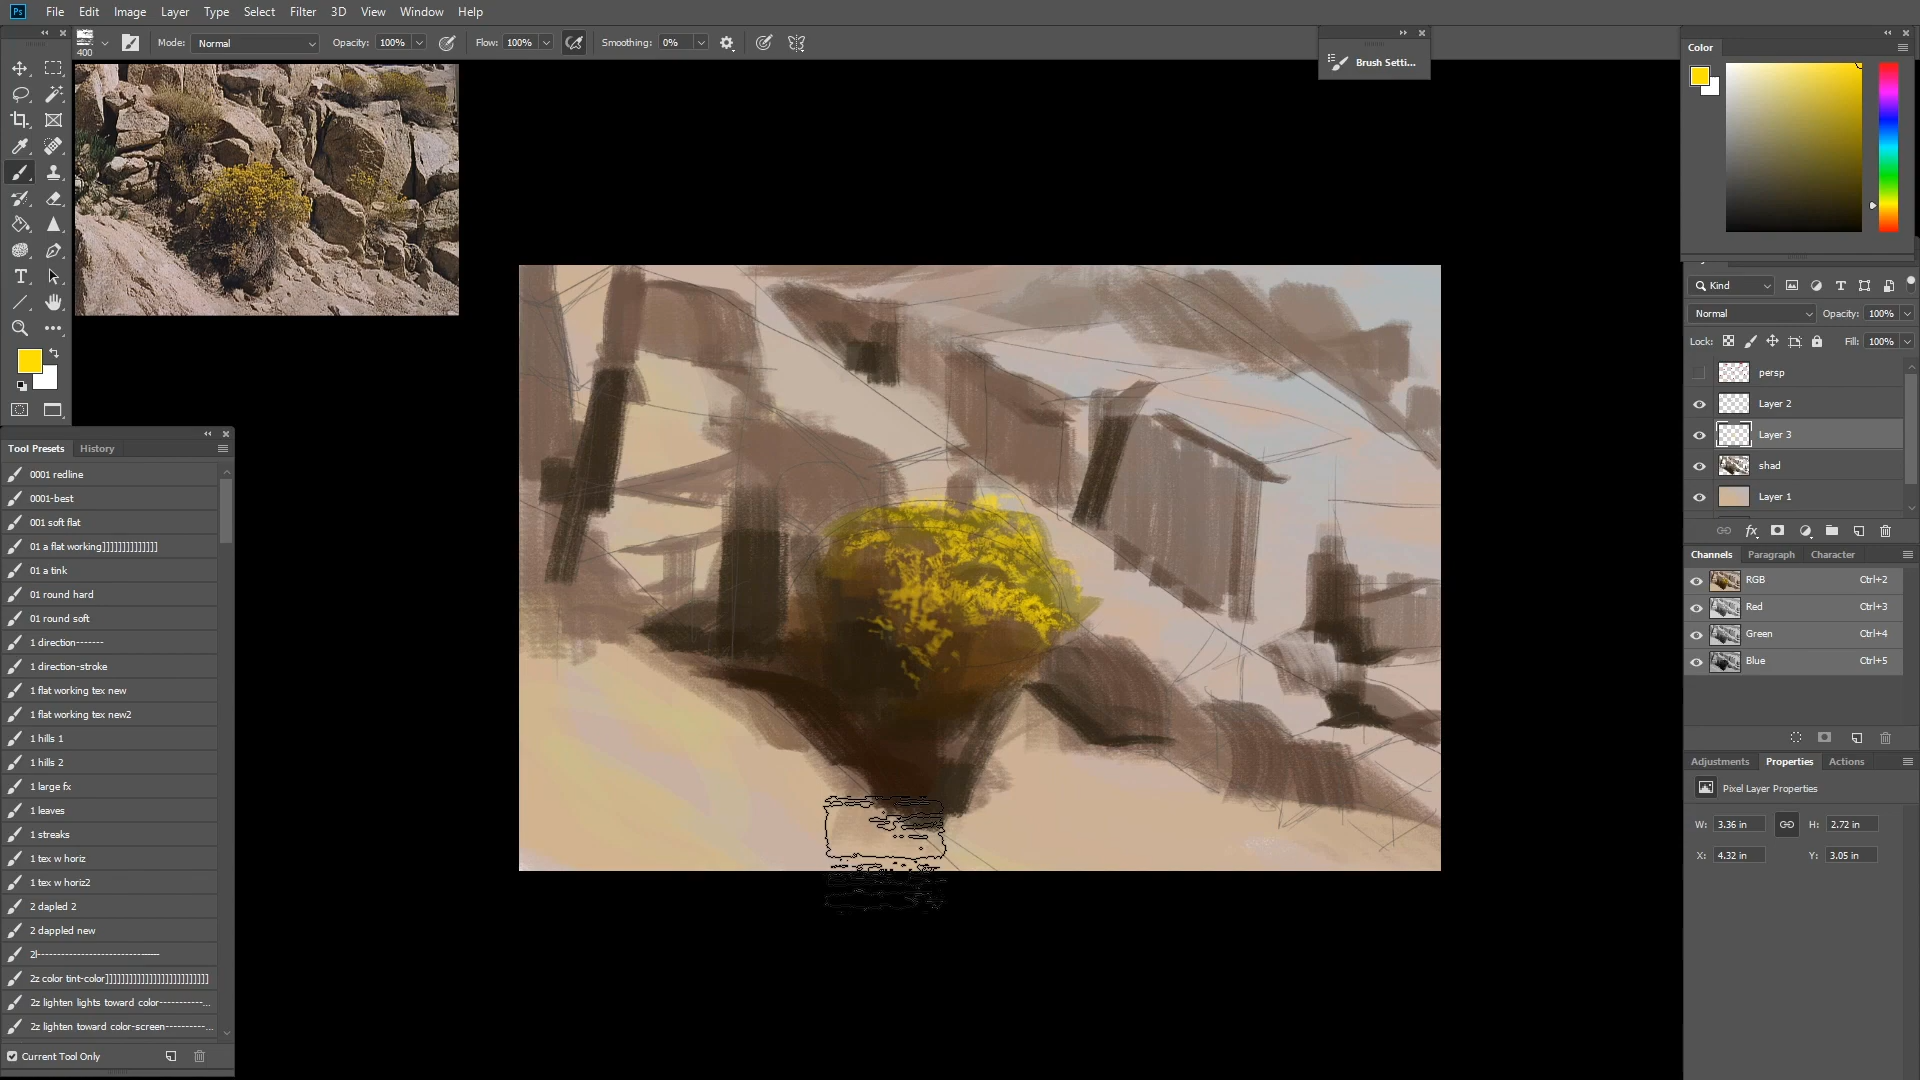 Ps File Edit Image Layer Type Select Filter 3D View Window Help
400 Mode: Normal Opacity: 100% Flow: 100% Smoothing: 0%
Brush Setti...
Color
Tool Presets History
0001 redline
0001-best
001 soft flat
01 a flat working]]]]]]]]]]]]]]
01 a tink
01 round hard
01 round soft
1 direction-------
1 direction-stroke
1 flat working tex new
1 flat working tex new2
1 hills 1
1 hills 2
1 large fx
1 leaves
1 streaks
1 tex w horiz
1 tex w horiz2
2 dapled 2
2 dappled new
2l------------------------------
2z color tint-color]]]]]]]]]]]]]]]]]]]]]]]]]]
2z lighten lights toward color-----------...
2z lighten toward color-screen----------...
Current Tool Only
Kind
Normal Opacity: 100%
Lock: Fill: 100%
persp
Layer 2
Layer 3
shad
Layer 1
fx
Channels Paragraph Character
RGB Ctrl+2
Red Ctrl+3
Green Ctrl+4
Blue Ctrl+5
Adjustments Properties Actions
Pixel Layer Properties
W: 3.36 in H: 2.72 in
X: 4.32 in Y: 3.05 in